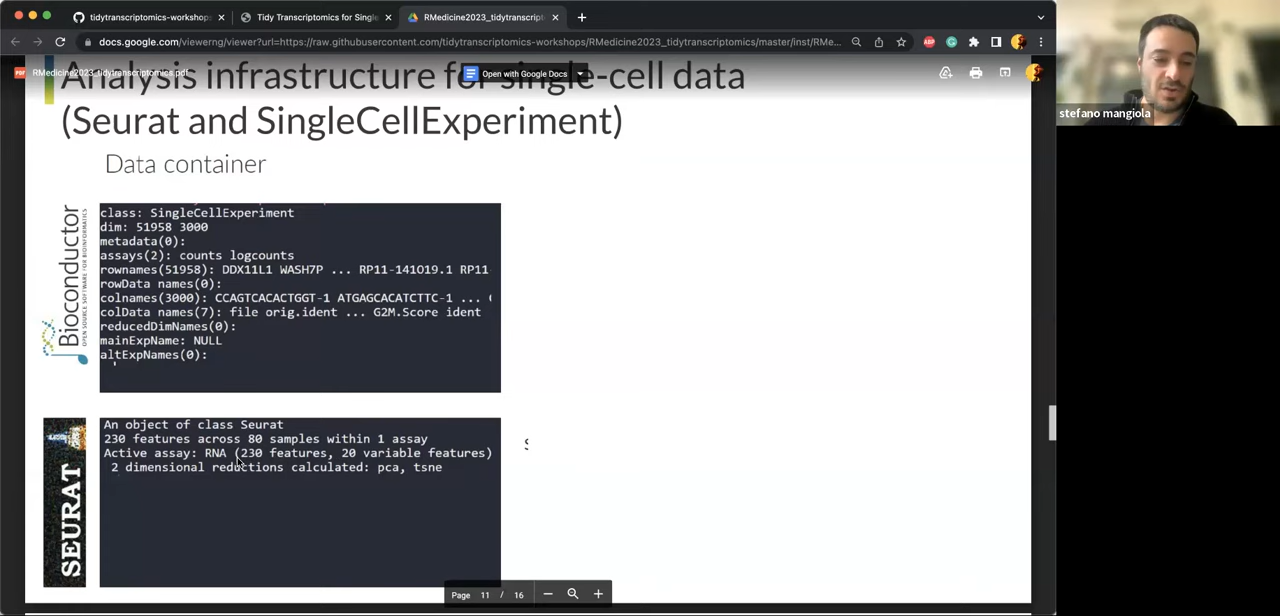 tidytranscriptomics-workshops
Tidy Transcriptomics for Single
RMedicine2023_tidytranscript
docs.google.com/viewerng/viewer?url=https://raw.githubusercontent.com/tidytranscriptomics-workshops/RMedicine2023_tidytranscriptomics/master/inst/RMe...
ABP
RMedicine2023_tidytranscriptomics.pdf
Open with Google Docs
Analysis infrastructure for single-cell data
(Seurat and SingleCellExperiment)
Data container
stefano mangiola
Bioconductor
OPEN SOURCE SOFTWARE FOR BIOINFORMATICS
class: SingleCellExperiment
dim: 51958 3000
metadata(0):
assays(2): counts logcounts
rownames(51958): DDX11L1 WASH7P ... RP11-141O19.1 RP11
rowData names(0):
colnames(3000): CCAGTCACACTGGT-1 ATGAGCACATCTTC-1 ...
colData names(7): file orig.ident ... G2M.Score ident
reducedDimNames(0):
mainExpName: NULL
altExpNames(0):
SEURAT
An object of class Seurat
230 features across 80 samples within 1 assay
Active assay: RNA (230 features, 20 variable features)
2 dimensional reductions calculated: pca, tsne
Page 11 / 16